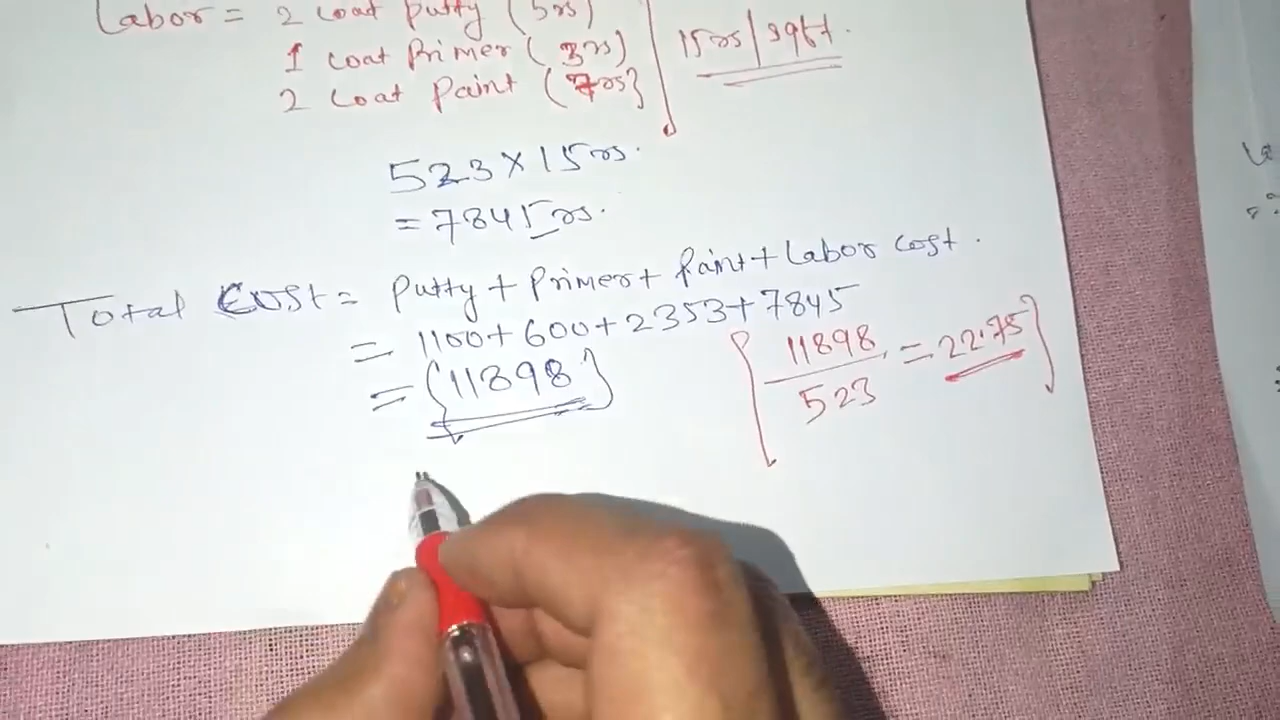 Labor = 2 coat putty (5rs)
1 coat Primer (3rs)
2 coat Paint (7rs}
15rs/sqft.
523 × 15rs.
= 7845rs.
Total Cost = Putty + Primer + Paint + Labor cost.
= 1100 + 600 + 2353 + 7845
= {11898}
[11898/523 = 22.75]